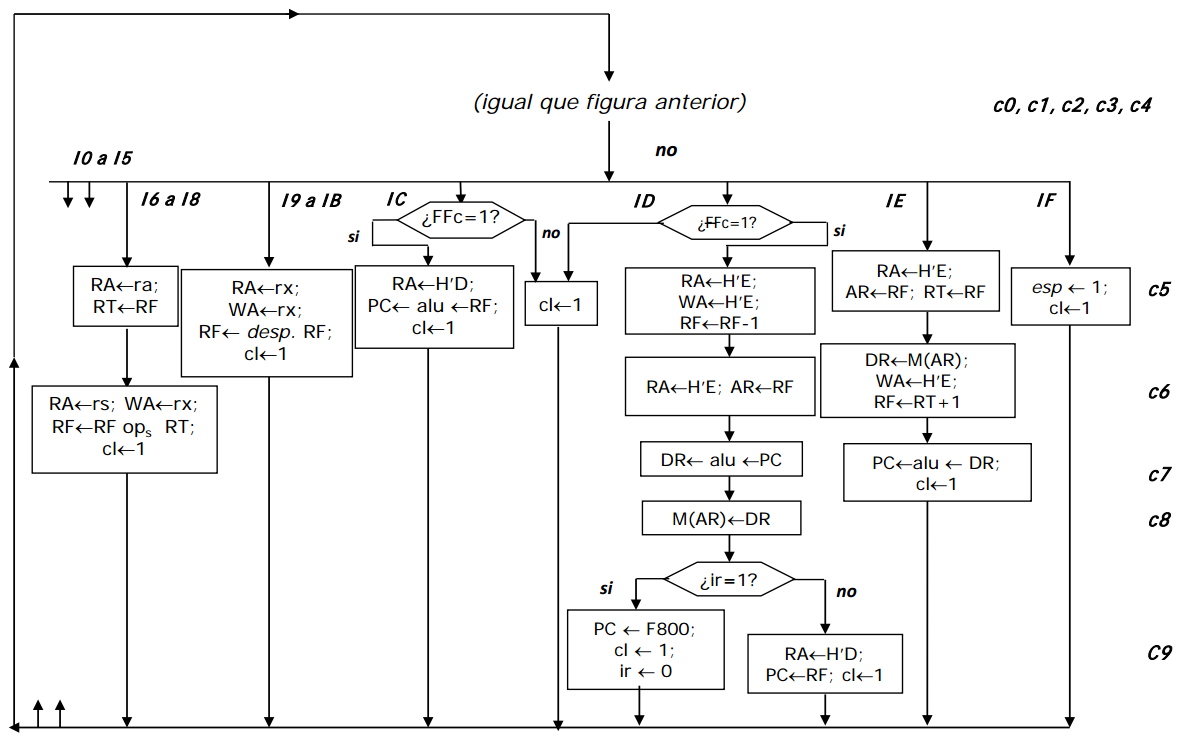 (igual que figura anterior)
c0, c1, c2, c3, c4
no
I0 a I5
I6 a I8
I9 a IB
IC
¿FFc=1?
si
no
ID
¿FFc=1?
si
IE
IF
RA←ra;
RT←RF
RA←rx;
WA←rx;
RF← desp. RF;
cl←1
RA←H'D;
PC← alu ←RF;
cl←1
cl←1
RA←H'E;
WA←H'E;
RF←RF-1
RA←H'E;
AR←RF; RT←RF
esp ← 1;
cl←1
c5
RA←rs; WA←rx;
RF←RF ops RT;
cl←1
RA←H'E; AR←RF
DR←M(AR);
WA←H'E;
RF←RT+1
c6
DR← alu ←PC
PC←alu ← DR;
cl←1
c7
M(AR)←DR
c8
¿ir=1?
si
no
PC ← F800;
cl ← 1;
ir ← 0
RA←H'D;
PC←RF; cl←1
C9